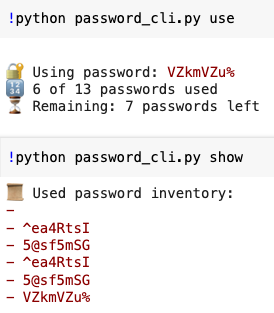 !python password_cli.py use
🔐 Using password: VZkmVZu%
🔢 6 of 13 passwords used
⏳ Remaining: 7 passwords left
!python password_cli.py show
📜 Used password inventory:
-
- ^ea4RtsI
- 5@sf5mSG
- ^ea4RtsI
- 5@sf5mSG
- VZkmVZu%